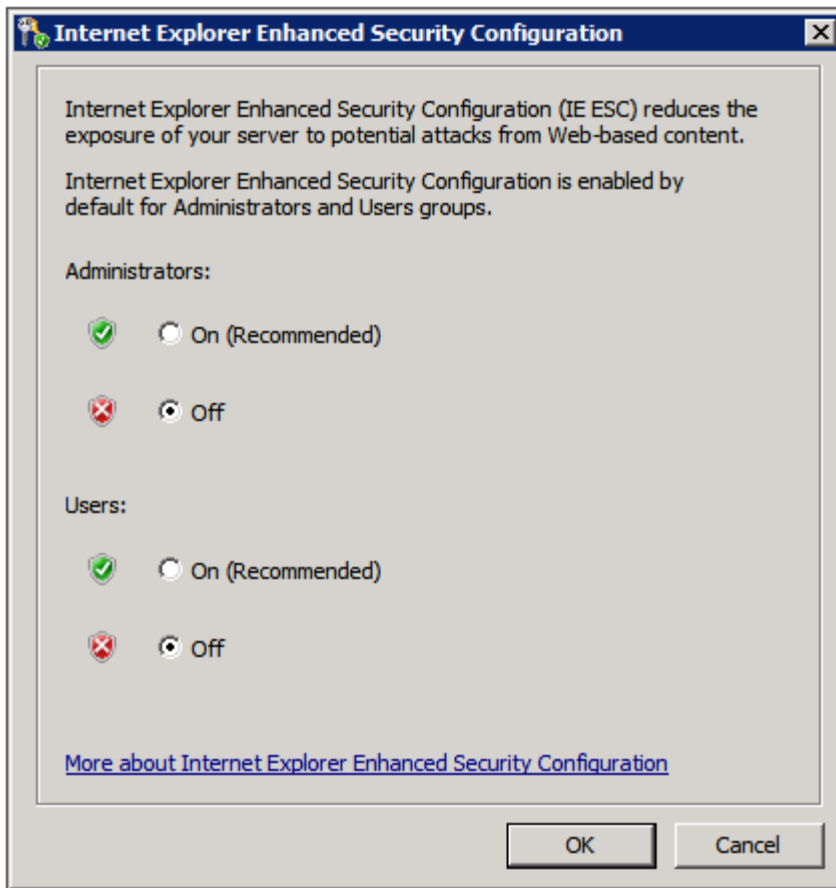 Internet Explorer Enhanced Security Configuration
Internet Explorer Enhanced Security Configuration (IE ESC) reduces the
exposure of your server to potential attacks from Web-based content.
Internet Explorer Enhanced Security Configuration is enabled by
default for Administrators and Users groups.
Administrators:
On (Recommended)
Off
Users:
On (Recommended)
Off
More about Internet Explorer Enhanced Security Configuration
OK Cancel